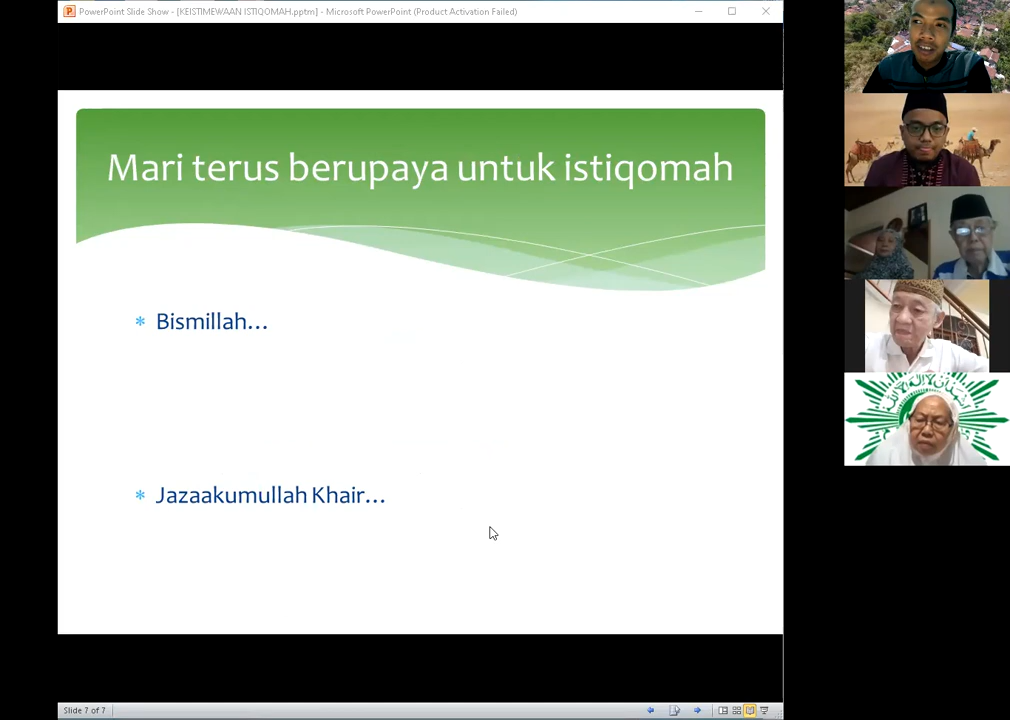 PowerPoint Slide Show - [KEISTIMEWAAN ISTIQOMAH.pptm] - Microsoft PowerPoint (Product Activation Failed)
Mari terus berupaya untuk istiqomah
* Bismillah...
* Jazaakumullah Khair...
Slide 7 of 7